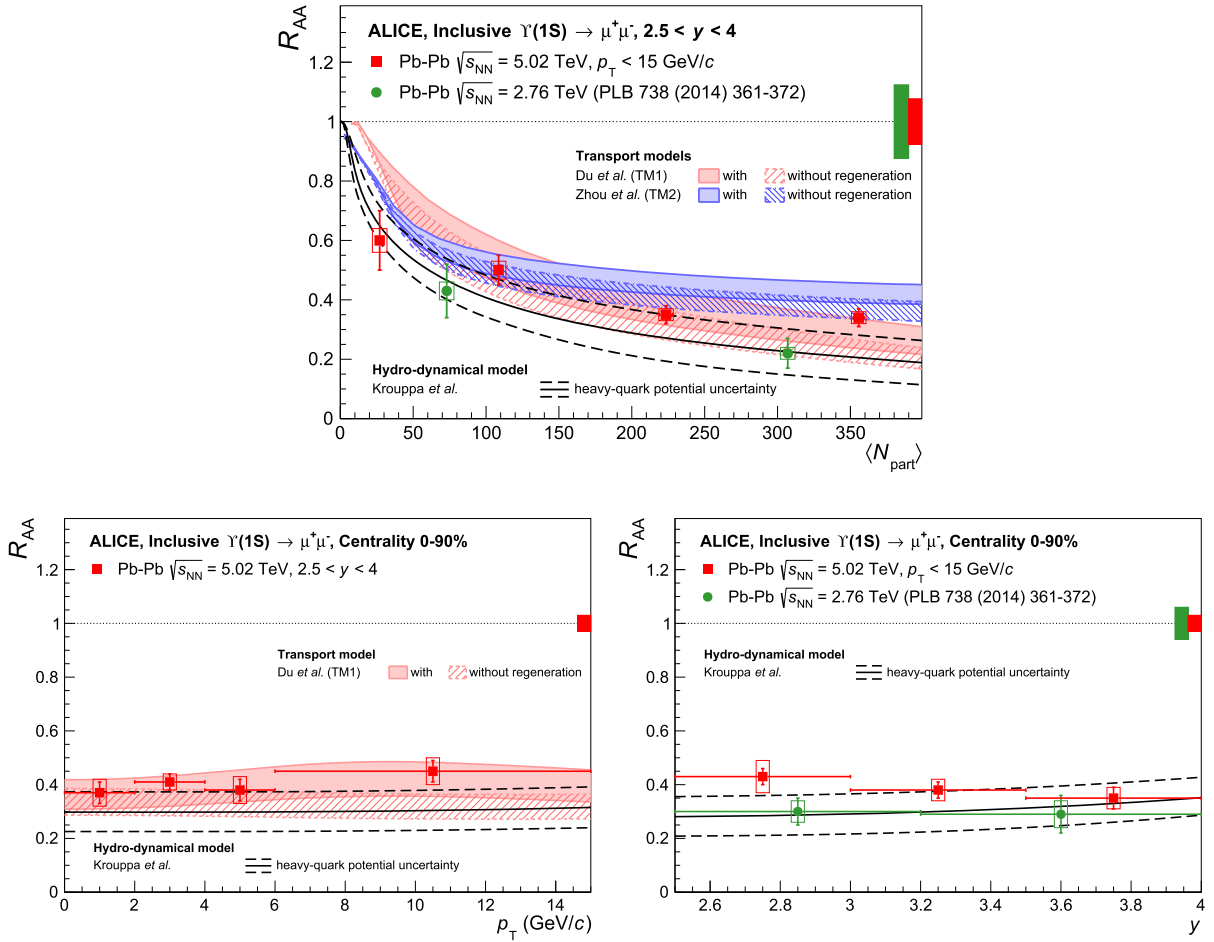 R_AA
ALICE, Inclusive ϒ(1S) → μ⁺μ⁻, 2.5 < y < 4
Pb-Pb √s_NN = 5.02 TeV, p_T < 15 GeV/c
Pb-Pb √s_NN = 2.76 TeV (PLB 738 (2014) 361-372)
Transport models
Du et al. (TM1) with without regeneration
Zhou et al. (TM2) with without regeneration
Hydro-dynamical model
Krouppa et al. heavy-quark potential uncertainty
1.2
1
0.8
0.6
0.4
0.2
0
0 50 100 150 200 250 300 350
⟨N_part⟩
R_AA
ALICE, Inclusive ϒ(1S) → μ⁺μ⁻, Centrality 0-90%
Pb-Pb √s_NN = 5.02 TeV, 2.5 < y < 4
Transport model
Du et al. (TM1) with without regeneration
Hydro-dynamical model
Krouppa et al. heavy-quark potential uncertainty
1.2
1
0.8
0.6
0.4
0.2
0
0 2 4 6 8 10 12 14
p_T (GeV/c)
R_AA
ALICE, Inclusive ϒ(1S) → μ⁺μ⁻, Centrality 0-90%
Pb-Pb √s_NN = 5.02 TeV, p_T < 15 GeV/c
Pb-Pb √s_NN = 2.76 TeV (PLB 738 (2014) 361-372)
Hydro-dynamical model
Krouppa et al. heavy-quark potential uncertainty
1.2
1
0.8
0.6
0.4
0.2
0
2.6 2.8 3 3.2 3.4 3.6 3.8 4
y